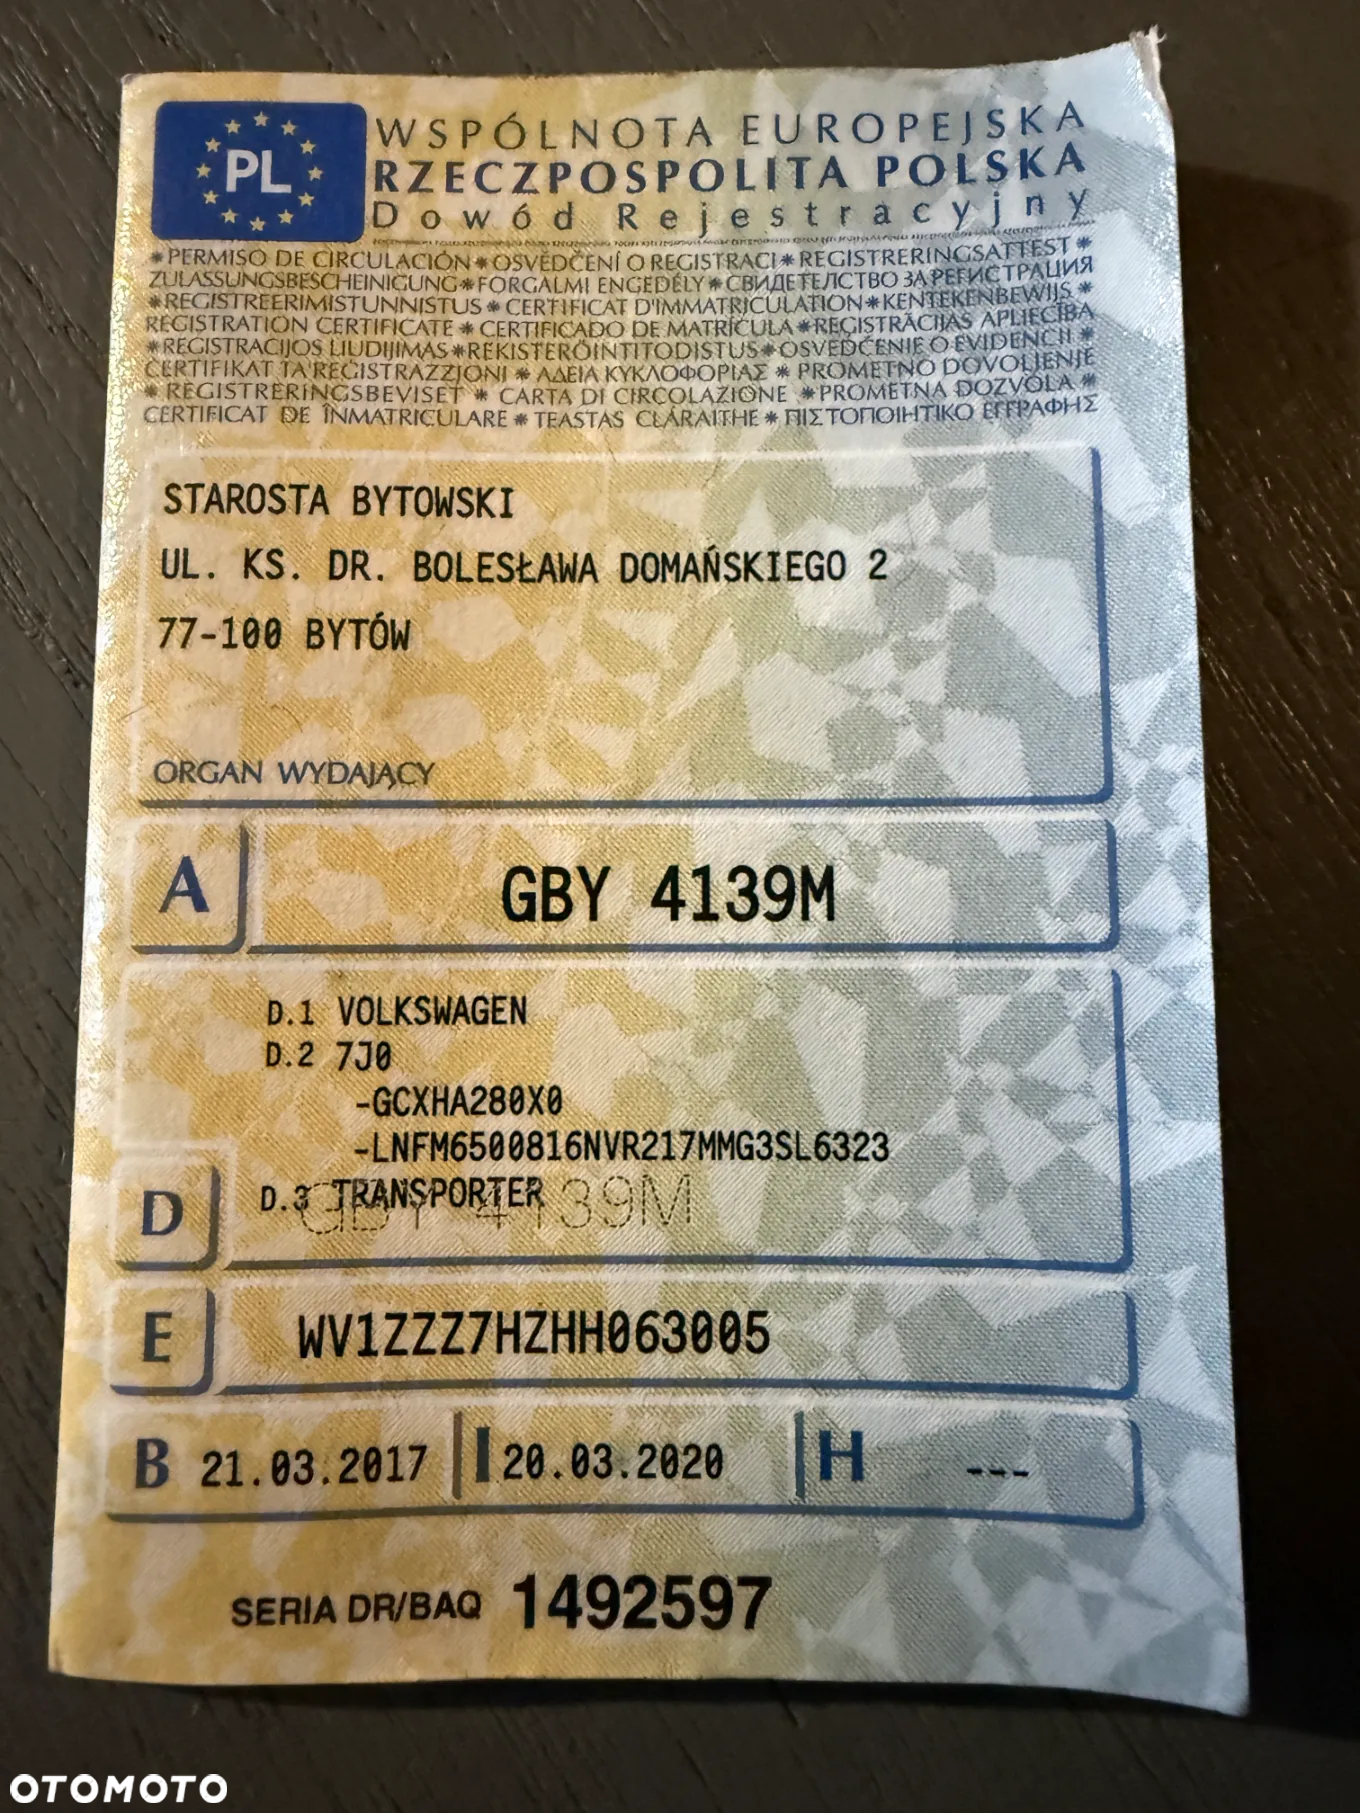 PL
WSPÓLNOTA EUROPEJSKA
RZECZPOSPOLITA POLSKA
Dowód Rejestracyjny
*PERMISO DE CIRCULACIÓN*OSVĚDČENÍ O REGISTRACI*REGISTRERINGSATTEST*
ZULASSUNGSBESCHEINIGUNG*FORGALMI ENGEDÉLY*СВИДЕТЕЛСТВО ЗА РЕГИСТРАЦИЯ
*REGISTREERIMISTUNNISTUS*CERTIFICAT D'IMMATRICULATION*KENTEKENBEWIJS*
REGISTRATION CERTIFICATE*CERTIFICADO DE MATRÍCULA*REĢISTRĀCIJAS APLIECĪBA
*REGISTRACIJOS LIUDIJIMAS*REKISTERÖINTITODISTUS*OSVEDČENIE O EVIDENCII*
ĊERTIFIKAT TA'REĠISTRAZZJONI*ΑΔΕΙΑ ΚΥΚΛΟΦΟΡΙΑΣ*PROMETNO DOVOLJENJE
*REGISTRERINGSBEVISET*CARTA DI CIRCOLAZIONE*PROMETNA DOZVOLA*
CERTIFICAT DE ÎNMATRICULARE*TEASTAS CLÁRAITHE*ΠΙΣΤΟΠΟΙΗΤΙΚΟ ΕΓΓΡΑΦΗΣ
STAROSTA BYTOWSKI
UL. KS. DR. BOLESŁAWA DOMAŃSKIEGO 2
77-100 BYTÓW
ORGAN WYDAJĄCY
A GBY 4139M
D.1 VOLKSWAGEN
D.2 7J0
-GCXHA280X0
-LNFM6500816NVR217MMG3SL6323
D D.3 TRANSPORTER
GBY 4139M
E WV1ZZZ7HZHH063005
B 21.03.2017 I 20.03.2020 H ---
SERIA DR/BAQ 1492597
OTOMOTO